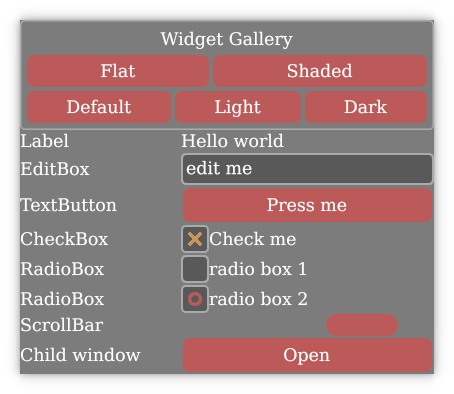 Widget Gallery
Flat Shaded
Default Light Dark
Label Hello world
EditBox edit me
TextButton Press me
CheckBox Check me
RadioBox radio box 1
RadioBox radio box 2
ScrollBar
Child window Open